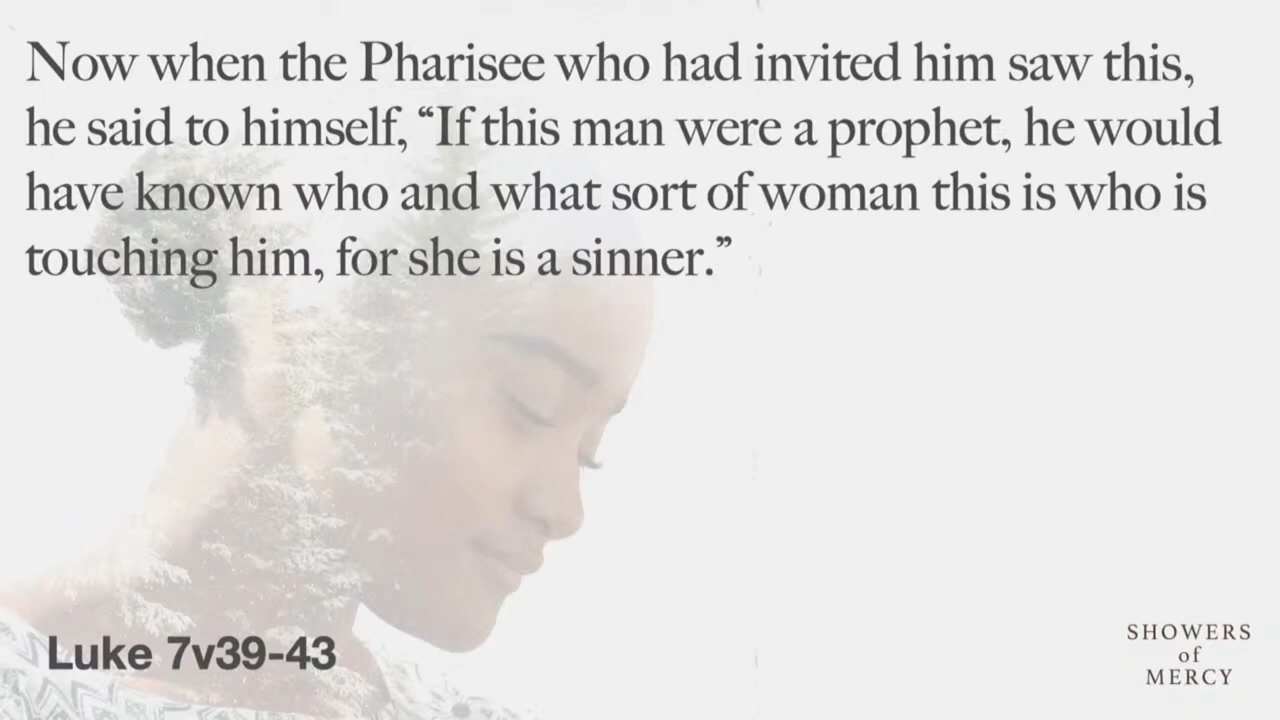 Now when the Pharisee who had invited him saw this,
he said to himself, “If this man were a prophet, he would
have known who and what sort of woman this is who is
touching him, for she is a sinner.”
Luke 7v39-43
SHOWERS
of
MERCY